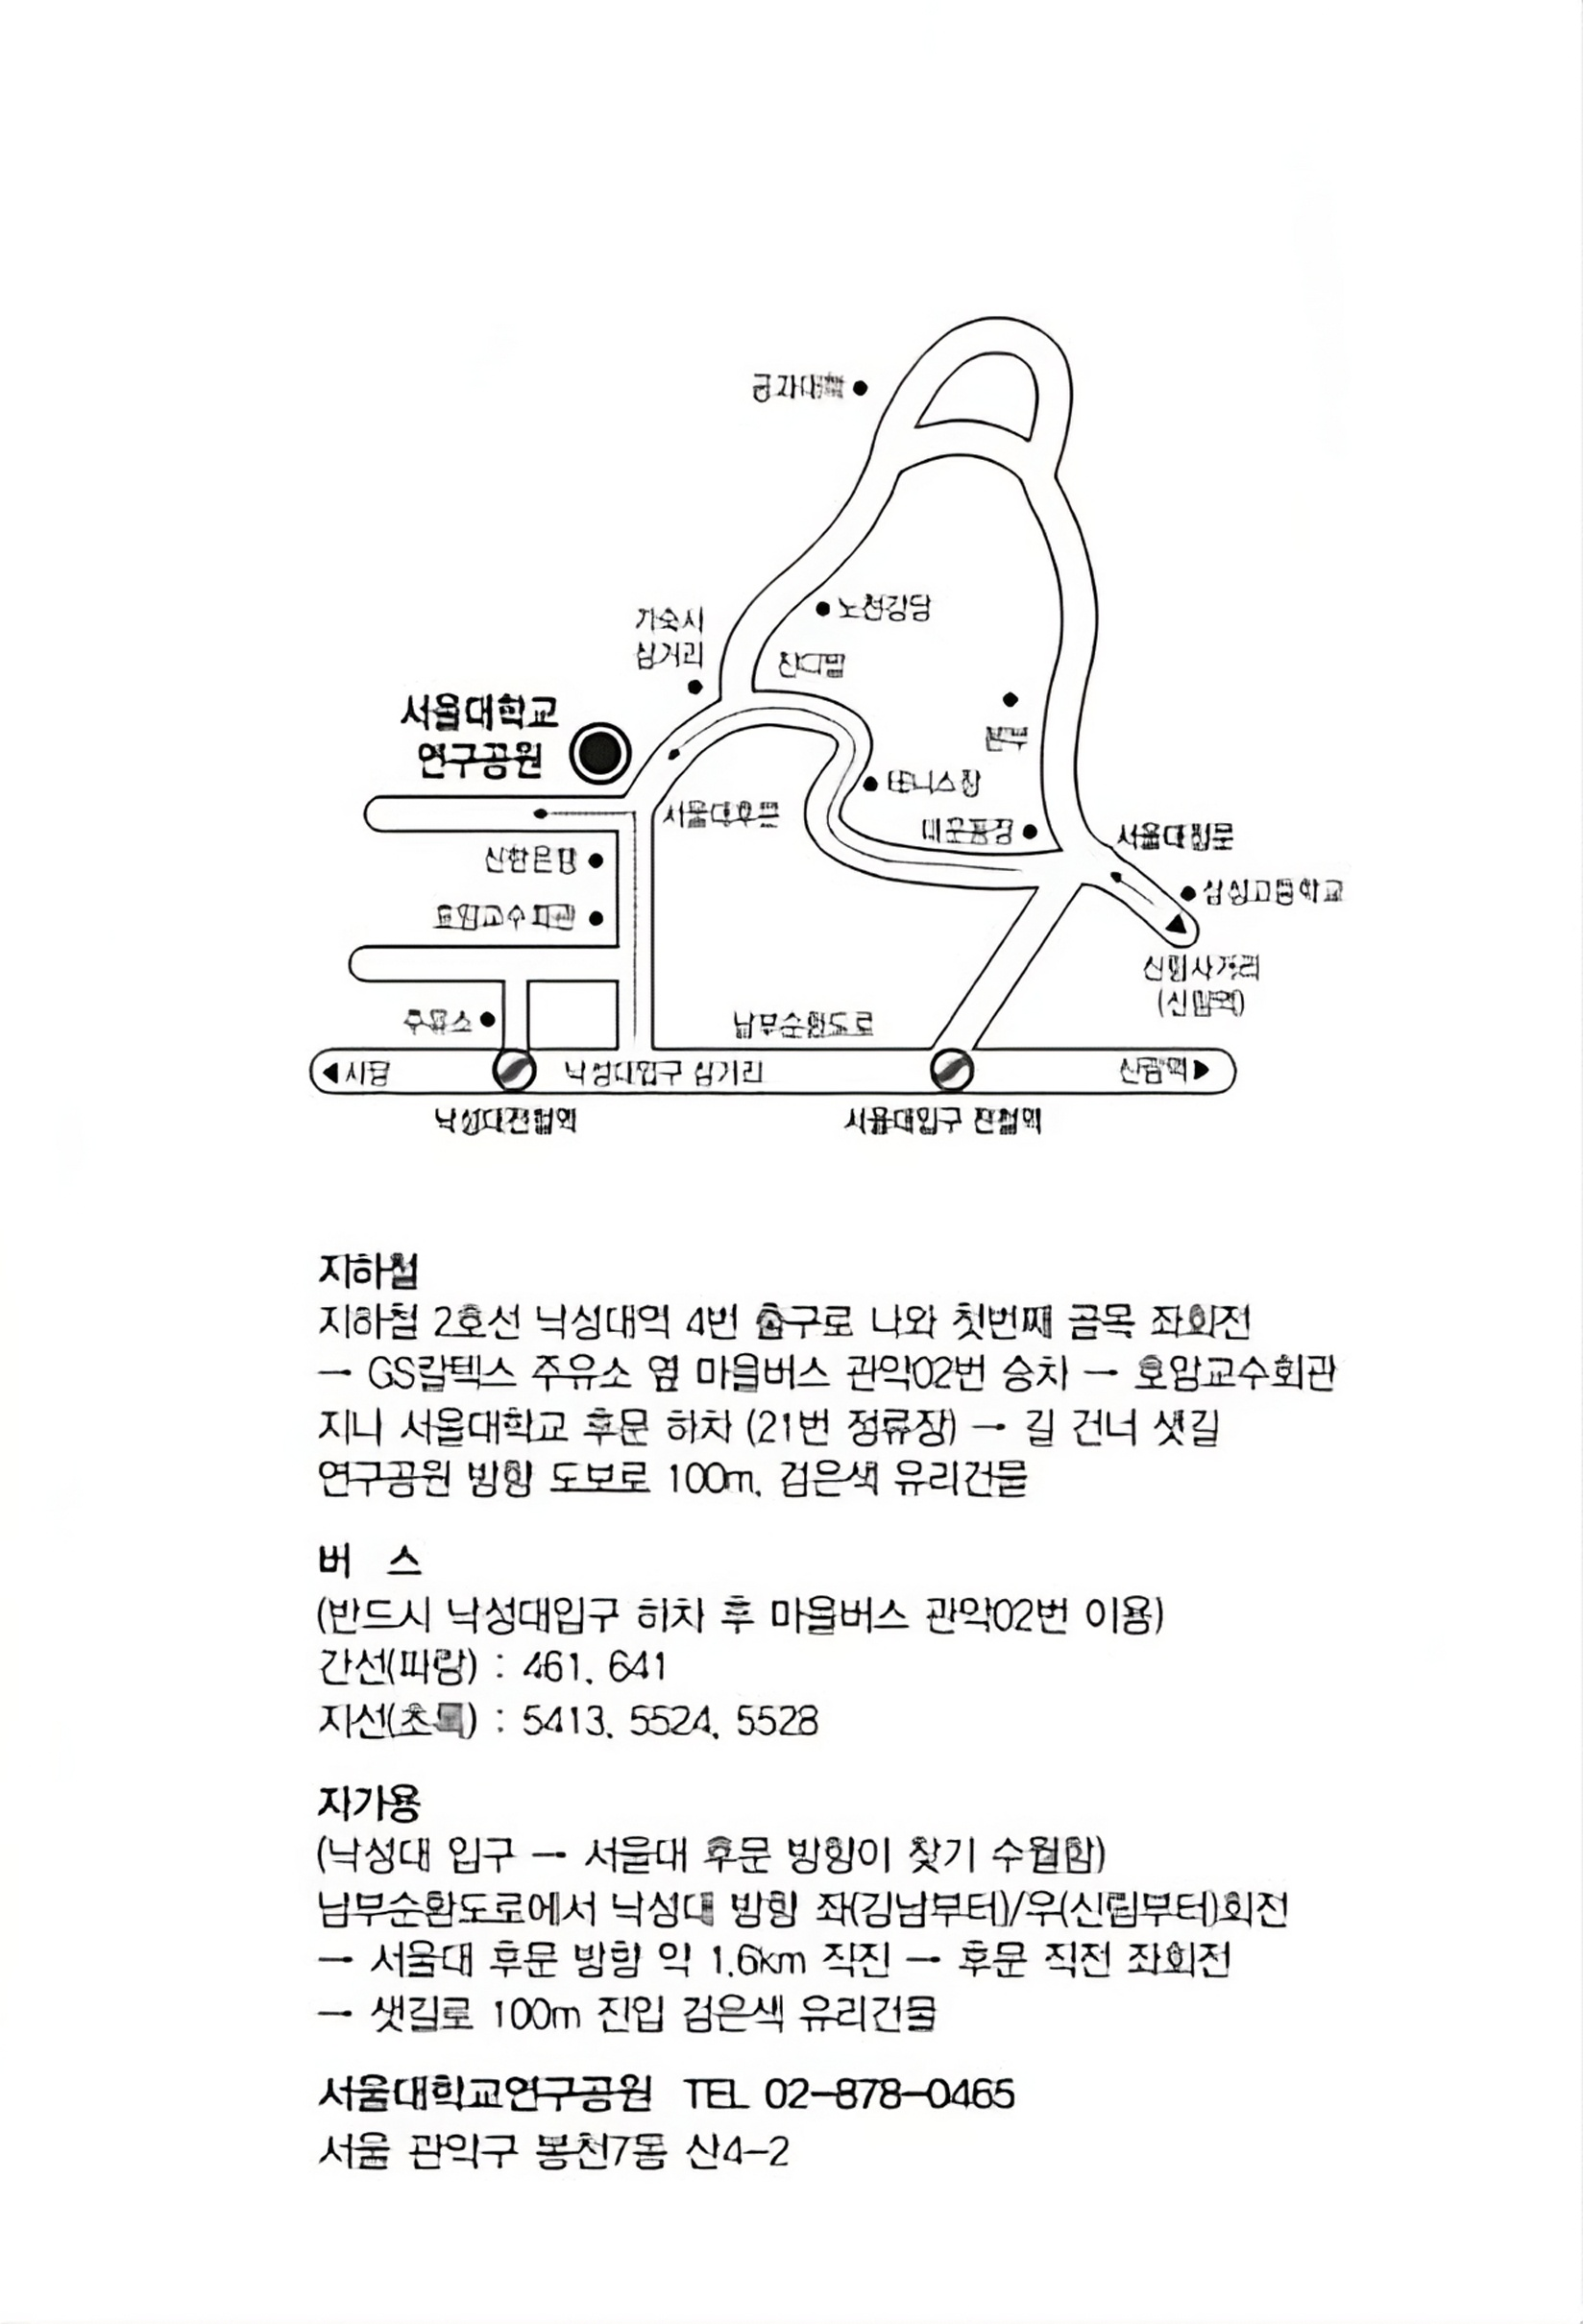 공과대학
노천강당
기숙사
삼거리
잔디밭
서울대학교
연구공원
본부
테니스장
서울대후문
대운동장
서울대정문
신한은행
삼성고등학교
호암교수회관
신림사거리
(신림역)
주유소
남부순환도로
사당
낙성대입구 삼거리
신림역
낙성대전철역
서울대입구 전철역
지하철
지하철 2호선 낙성대역 4번 출구로 나와 첫번째 골목 좌회전
→ GS칼텍스 주유소 옆 마을버스 관악02번 승차 → 호암교수회관
지나 서울대학교 후문 하차 (21번 정류장) → 길 건너 샛길
연구공원 방향 도보로 100m, 검은색 유리건물
버 스
(반드시 낙성대입구 하차 후 마을버스 관악02번 이용)
간선(파랑) : 461, 641
지선(초록) : 5413, 5524, 5528
자가용
(낙성대 입구 → 서울대 후문 방향이 찾기 수월함)
남부순환도로에서 낙성대 방향 좌(강남부터)/우(신림부터)회전
→ 서울대 후문 방향 약 1.6km 직진 → 후문 직전 좌회전
→ 샛길로 100m 진입 검은색 유리건물
서울대학교연구공원 TEL 02-878-0465
서울 관악구 봉천7동 산4-2